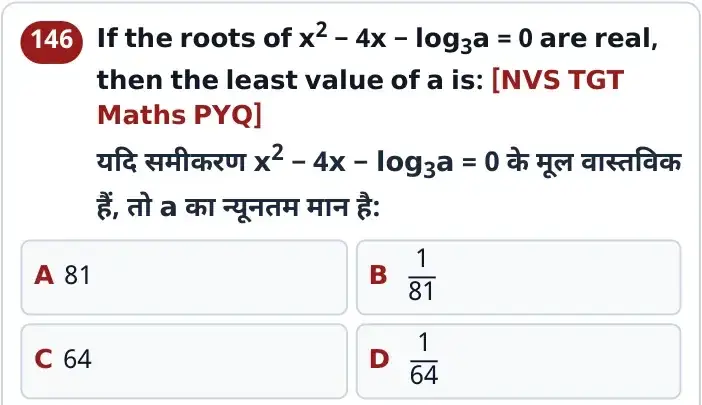 146 If the roots of x² – 4x – log₃a = 0 are real,
then the least value of a is: [NVS TGT
Maths PYQ]
यदि समीकरण x² – 4x – log₃a = 0 के मूल वास्तविक
हैं, तो a का न्यूनतम मान है:
A 81
B 1/81
C 64
D 1/64